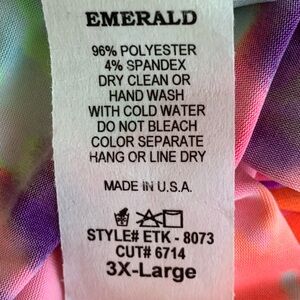 EMERALD
96% POLYESTER
4% SPANDEX
DRY CLEAN OR
HAND WASH
WITH COLD WATER
DO NOT BLEACH
COLOR SEPARATE
HANG OR LINE DRY
MADE IN U.S.A.
STYLE# ETK - 8073
CUT# 6714
3X-Large